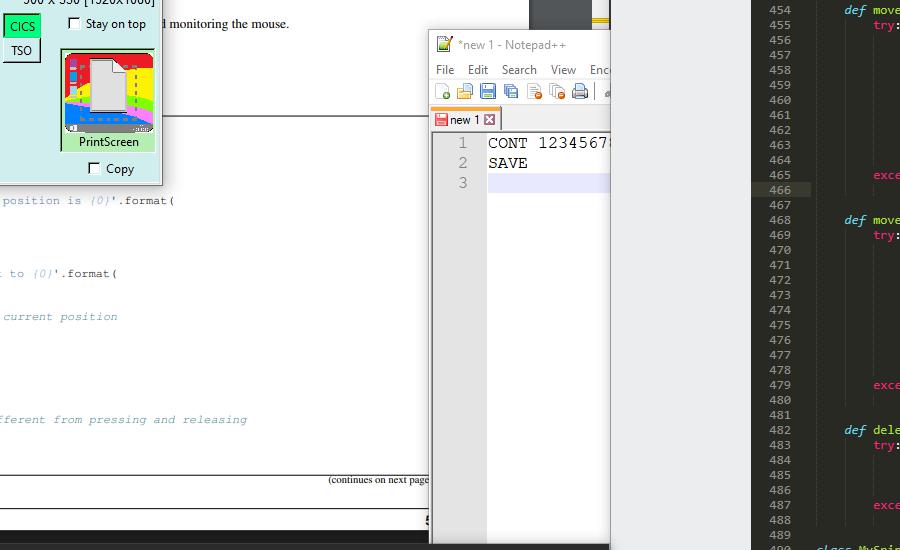 Stay on top
CICS
TSO
PrintScreen
Copy
monitoring the mouse.
position is {0}'.format(
to {0}'.format(
current position
from pressing and releasing
(continues on next page
*new 1 - Notepad++
File Edit Search View
new 1
1 CONT 12345678
2 SAVE
3
454 def move
455 try:
456
457
458
459
460
461
462
463
464
465 exce
466
467
468 def move
469 try:
470
471
472
473
474
475
476
477
478
479 exce
480
481
482 def dele
483 try:
484
485
486
487 exce
488
489